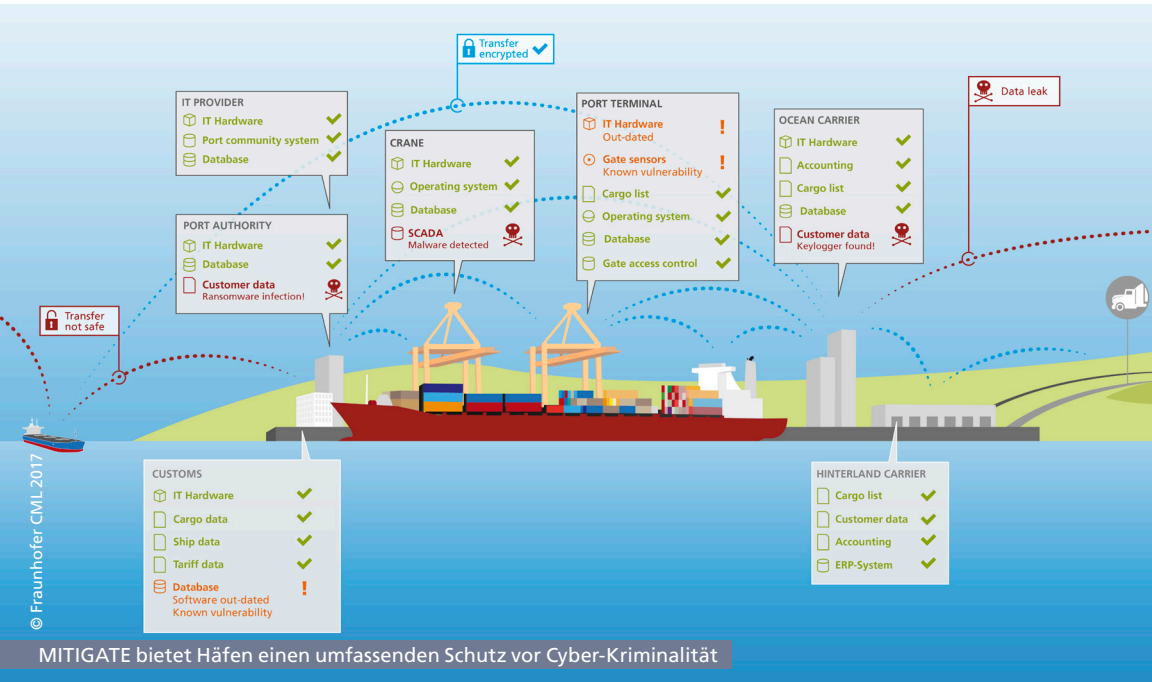 Transfer
encrypted
Data leak
IT PROVIDER
IT Hardware
Port community system
Database
CRANE
IT Hardware
Operating system
Database
SCADA
Malware detected
PORT TERMINAL
IT Hardware
Out-dated
!
Gate sensors
Known vulnerability
!
Cargo list
Operating system
Database
Gate access control
OCEAN CARRIER
IT Hardware
Accounting
Cargo list
Database
Customer data
Keylogger found!
PORT AUTHORITY
IT Hardware
Database
Customer data
Ransomware infection!
Transfer
not safe
CUSTOMS
IT Hardware
Cargo data
Ship data
Tariff data
Database
Software out-dated
Known vulnerability
!
HINTERLAND CARRIER
Cargo list
Customer data
Accounting
ERP-System
© Fraunhofer CML 2017
MITIGATE bietet Häfen einen umfassenden Schutz vor Cyber-Kriminalität